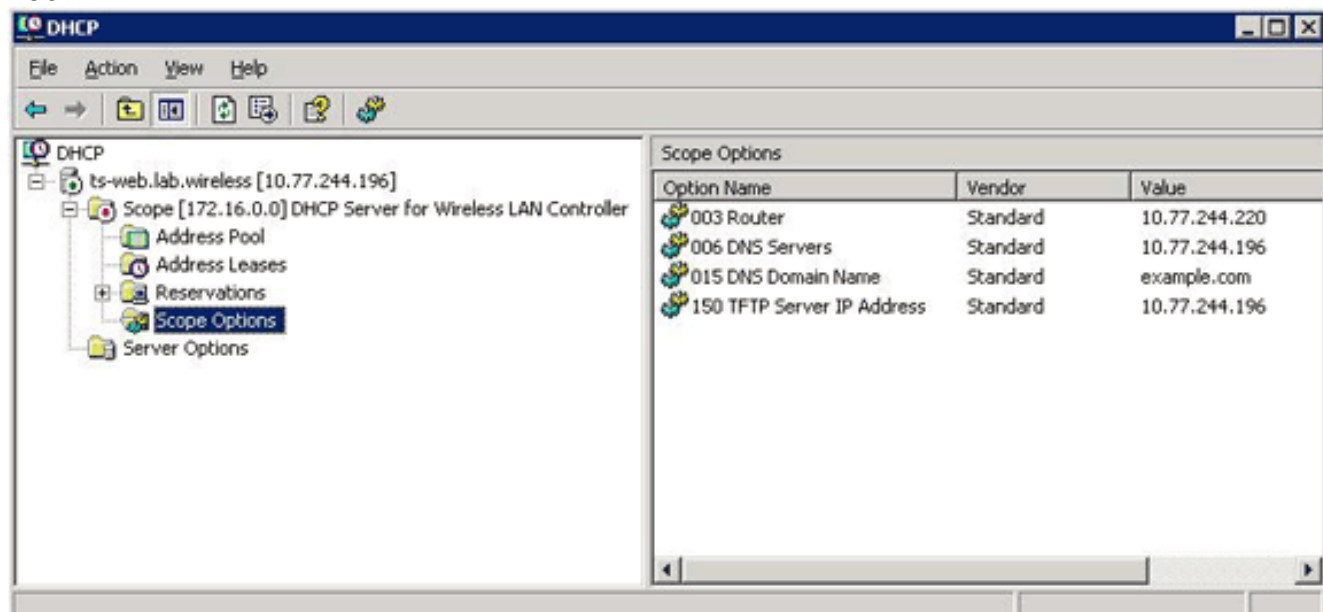 DHCP
File Action View Help
DHCP
ts-web.lab.wireless [10.77.244.196]
Scope [172.16.0.0] DHCP Server for Wireless LAN Controller
Address Pool
Address Leases
Reservations
Scope Options
Server Options
Scope Options
Option Name Vendor Value
003 Router Standard 10.77.244.220
006 DNS Servers Standard 10.77.244.196
015 DNS Domain Name Standard example.com
150 TFTP Server IP Address Standard 10.77.244.196